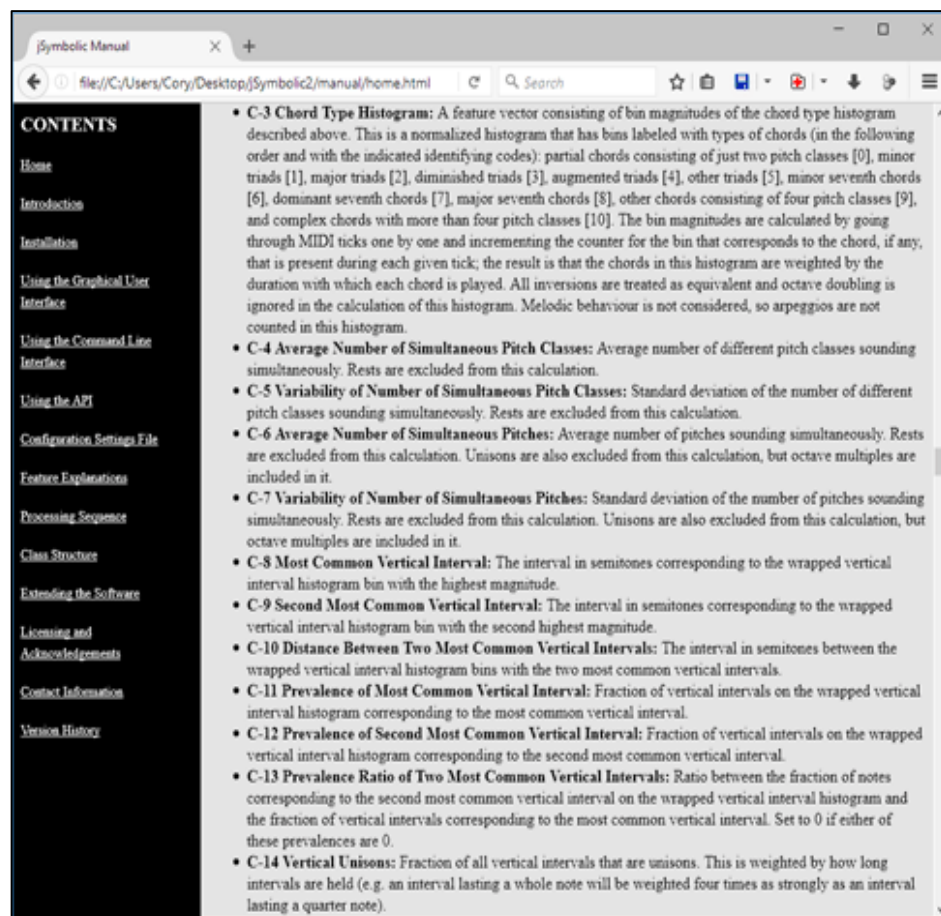 jSymbolic Manual
file://C:/Users/Cory/Desktop/jSymbolic2/manual/home.html
Search
CONTENTS
Home
Introduction
Installation
Using the Graphical User
Interface
Using the Command Line
Interface
Using the API
Configuration Settings File
Feature Explanations
Processing Sequence
Class Structure
Extending the Software
Licensing and
Acknowledgements
Contact Information
Version History
• C-3 Chord Type Histogram: A feature vector consisting of bin magnitudes of the chord type histogram
described above. This is a normalized histogram that has bins labeled with types of chords (in the following
order and with the indicated identifying codes): partial chords consisting of just two pitch classes [0], minor
triads [1], major triads [2], diminished triads [3], augmented triads [4], other triads [5], minor seventh chords
[6], dominant seventh chords [7], major seventh chords [8], other chords consisting of four pitch classes [9],
and complex chords with more than four pitch classes [10]. The bin magnitudes are calculated by going
through MIDI ticks one by one and incrementing the counter for the bin that corresponds to the chord, if any,
that is present during each given tick; the result is that the chords in this histogram are weighted by the
duration with which each chord is played. All inversions are treated as equivalent and octave doubling is
ignored in the calculation of this histogram. Melodic behaviour is not considered, so arpeggios are not
counted in this histogram.
• C-4 Average Number of Simultaneous Pitch Classes: Average number of different pitch classes sounding
simultaneously. Rests are excluded from this calculation.
• C-5 Variability of Number of Simultaneous Pitch Classes: Standard deviation of the number of different
pitch classes sounding simultaneously. Rests are excluded from this calculation.
• C-6 Average Number of Simultaneous Pitches: Average number of pitches sounding simultaneously. Rests
are excluded from this calculation. Unisons are also excluded from this calculation, but octave multiples are
included in it.
• C-7 Variability of Number of Simultaneous Pitches: Standard deviation of the number of pitches sounding
simultaneously. Rests are excluded from this calculation. Unisons are also excluded from this calculation, but
octave multiples are included in it.
• C-8 Most Common Vertical Interval: The interval in semitones corresponding to the wrapped vertical
interval histogram bin with the highest magnitude.
• C-9 Second Most Common Vertical Interval: The interval in semitones corresponding to the wrapped
vertical interval histogram bin with the second highest magnitude.
• C-10 Distance Between Two Most Common Vertical Intervals: The interval in semitones between the
wrapped vertical interval histogram bins with the two most common vertical intervals.
• C-11 Prevalence of Most Common Vertical Interval: Fraction of vertical intervals on the wrapped vertical
interval histogram corresponding to the most common vertical interval.
• C-12 Prevalence of Second Most Common Vertical Interval: Fraction of vertical intervals on the wrapped
vertical interval histogram corresponding to the second most common vertical interval.
• C-13 Prevalence Ratio of Two Most Common Vertical Intervals: Ratio between the fraction of notes
corresponding to the second most common vertical interval on the wrapped vertical interval histogram and
the fraction of vertical intervals corresponding to the most common vertical interval. Set to 0 if either of
these prevalences are 0.
• C-14 Vertical Unisons: Fraction of all vertical intervals that are unisons. This is weighted by how long
intervals are held (e.g. an interval lasting a whole note will be weighted four times as strongly as an interval
lasting a quarter note).